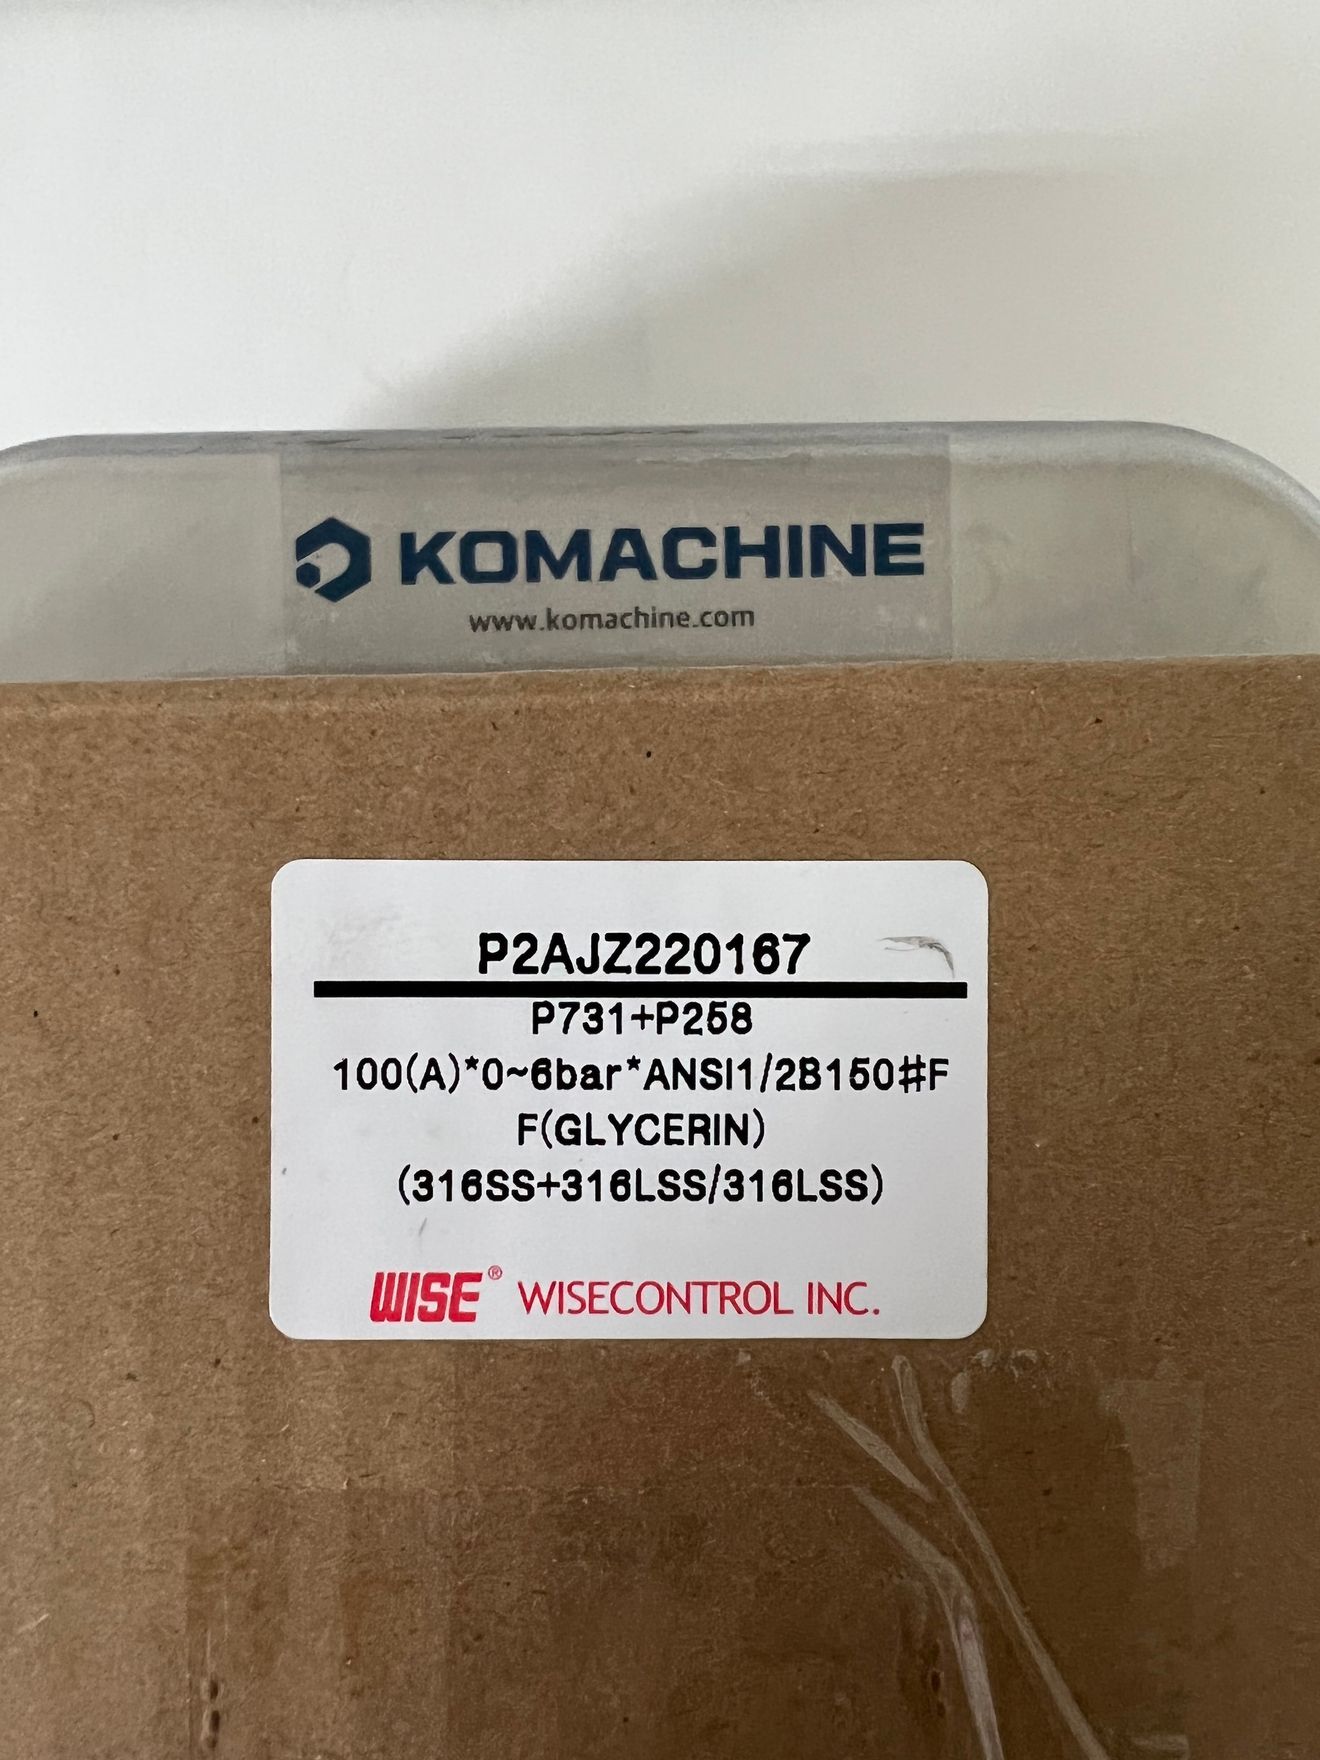 KOMACHINE
www.komachine.com
P2AJZ220167
P731+P258
100(A)*0~6bar*ANSI1/2B150#F
F(GLYCERIN)
(316SS+316LSS/316LSS)
WISE® WISECONTROL INC.